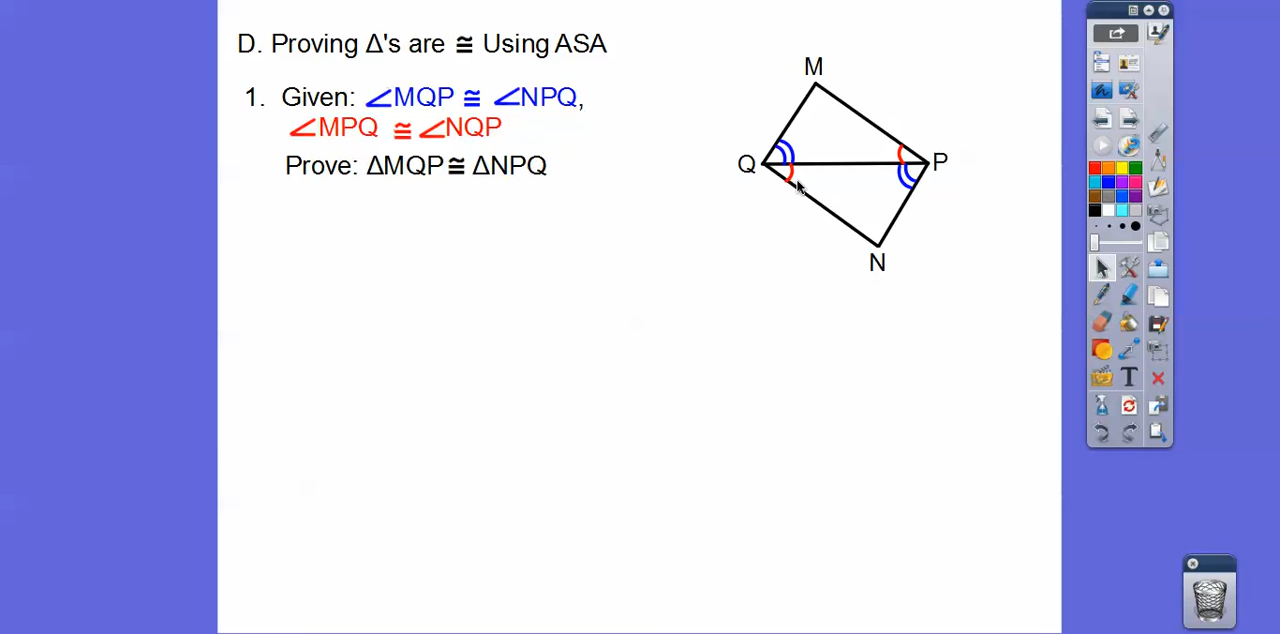 D. Proving Δ's are ≅ Using ASA
1. Given: ∠MQP ≅ ∠NPQ,
∠MPQ ≅ ∠NQP
Prove: ΔMQP ≅ ΔNPQ
M
Q
P
N
T